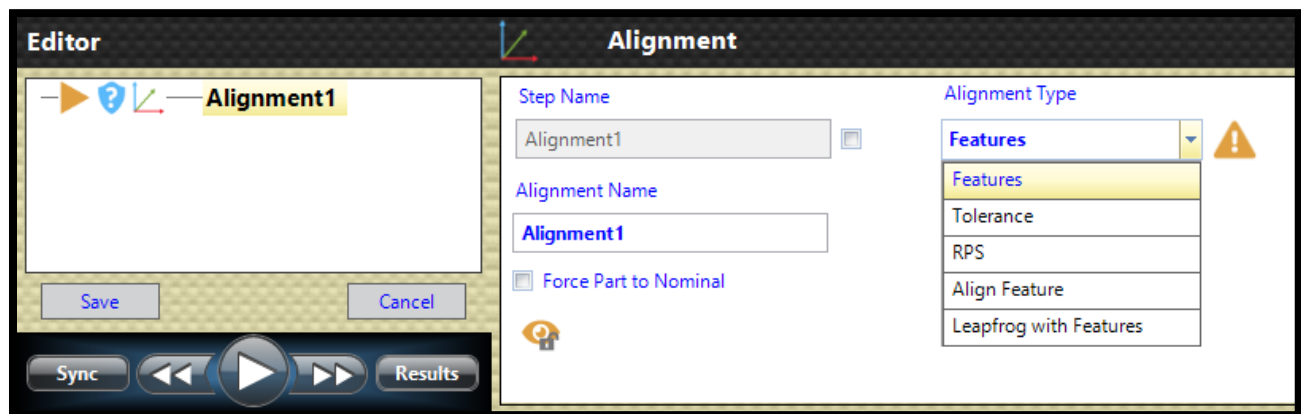 Editor
Alignment
Alignment1
Save
Cancel
Sync
Results
Step Name
Alignment1
Alignment Name
Alignment1
Force Part to Nominal
Alignment Type
Features
Features
Tolerance
RPS
Align Feature
Leapfrog with Features